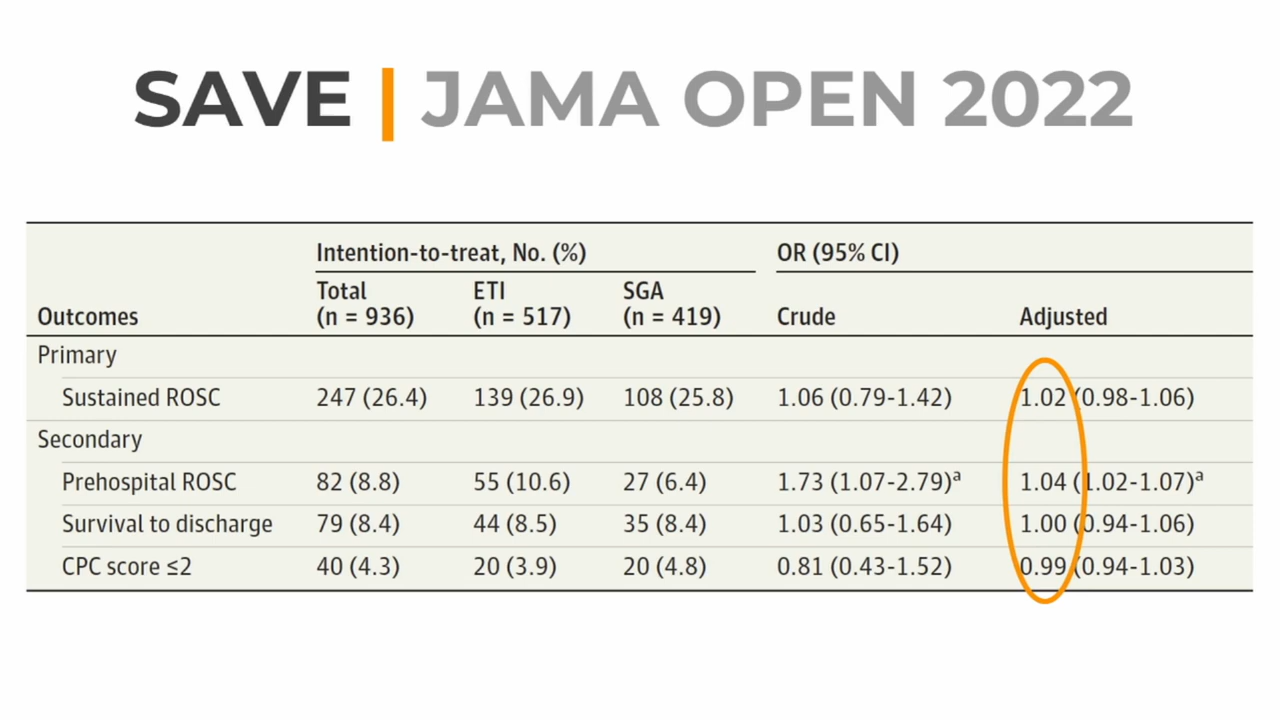 SAVE | JAMA OPEN 2022
Intention-to-treat, No. (%) OR (95% CI)
Outcomes Total (n = 936) ETI (n = 517) SGA (n = 419) Crude Adjusted
Primary
Sustained ROSC 247 (26.4) 139 (26.9) 108 (25.8) 1.06 (0.79-1.42) 1.02 (0.98-1.06)
Secondary
Prehospital ROSC 82 (8.8) 55 (10.6) 27 (6.4) 1.73 (1.07-2.79)ª 1.04 (1.02-1.07)ª
Survival to discharge 79 (8.4) 44 (8.5) 35 (8.4) 1.03 (0.65-1.64) 1.00 (0.94-1.06)
CPC score ≤2 40 (4.3) 20 (3.9) 20 (4.8) 0.81 (0.43-1.52) 0.99 (0.94-1.03)